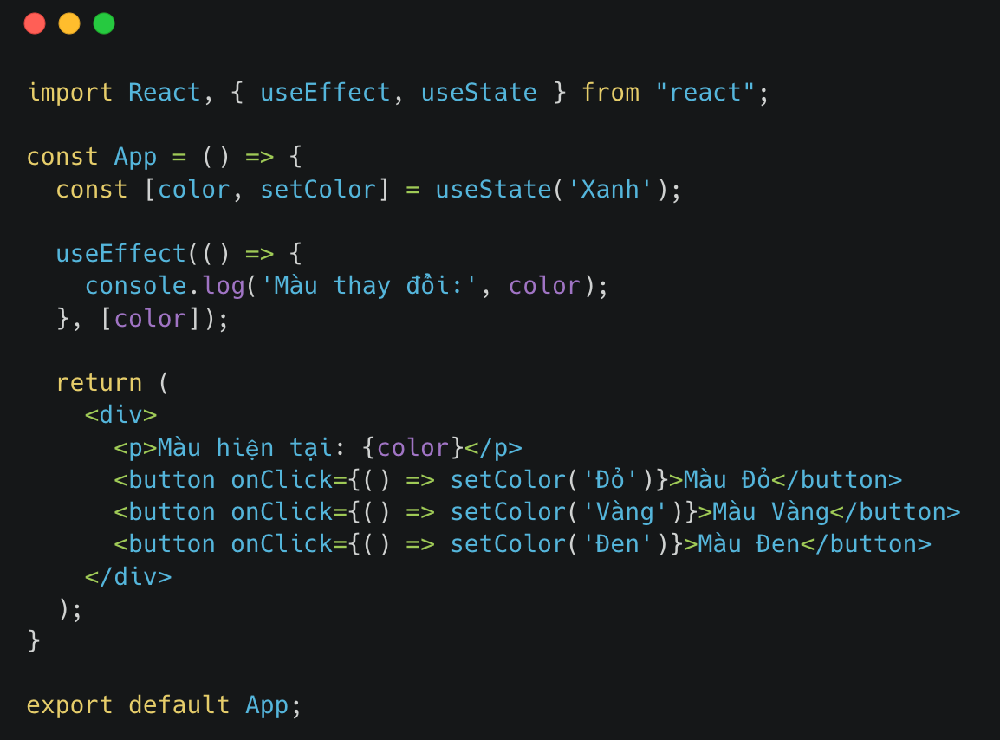 import React, { useEffect, useState } from "react";
const App = () => {
  const [color, setColor] = useState('Xanh');
  useEffect(() => {
    console.log('Màu thay đổi:', color);
  }, [color]);
  return (
    <div>
      <p>Màu hiện tại: {color}</p>
      <button onClick={() => setColor('Đỏ')}>Màu Đỏ</button>
      <button onClick={() => setColor('Vàng')}>Màu Vàng</button>
      <button onClick={() => setColor('Đen')}>Màu Đen</button>
    </div>
  );
}
export default App;